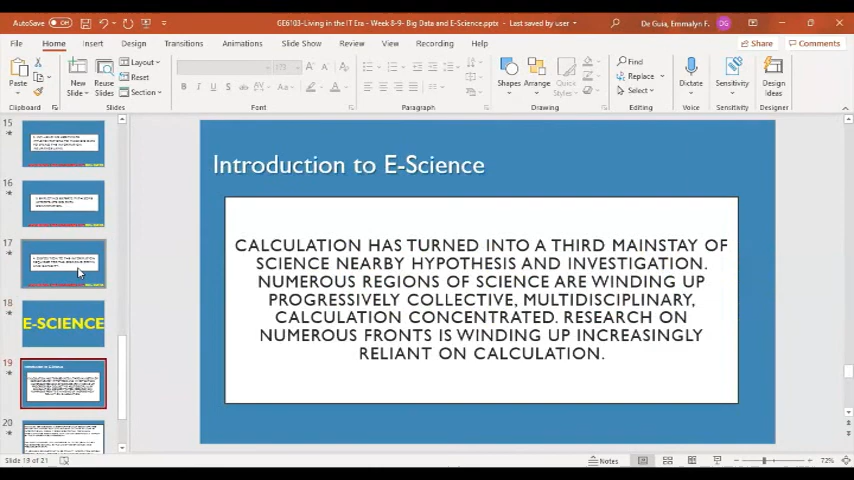 AutoSave Off GE6103-Living in the IT Era - Week 8-9- Big Data and E-Science.pptx - Last saved by user De Guia, Emmalyn F. DG
File Home Insert Design Transitions Animations Slide Show Review View Recording Help Share Comments
Paste New Slide Reuse Slides Layout Reset Section Shapes Arrange Quick Styles Find Replace Select Dictate Sensitivity Design Ideas
Clipboard Slides Font Paragraph Drawing Editing Voice Sensitivity Designer
15
16
17
18
E-SCIENCE
19
20
Introduction to E-Science
CALCULATION HAS TURNED INTO A THIRD MAINSTAY OF
SCIENCE NEARBY HYPOTHESIS AND INVESTIGATION.
NUMEROUS REGIONS OF SCIENCE ARE WINDING UP
PROGRESSIVELY COLLECTIVE, MULTIDISCIPLINARY,
CALCULATION CONCENTRATED. RESEARCH ON
NUMEROUS FRONTS IS WINDING UP INCREASINGLY
RELIANT ON CALCULATION.
Slide 19 of 21 Notes 72%